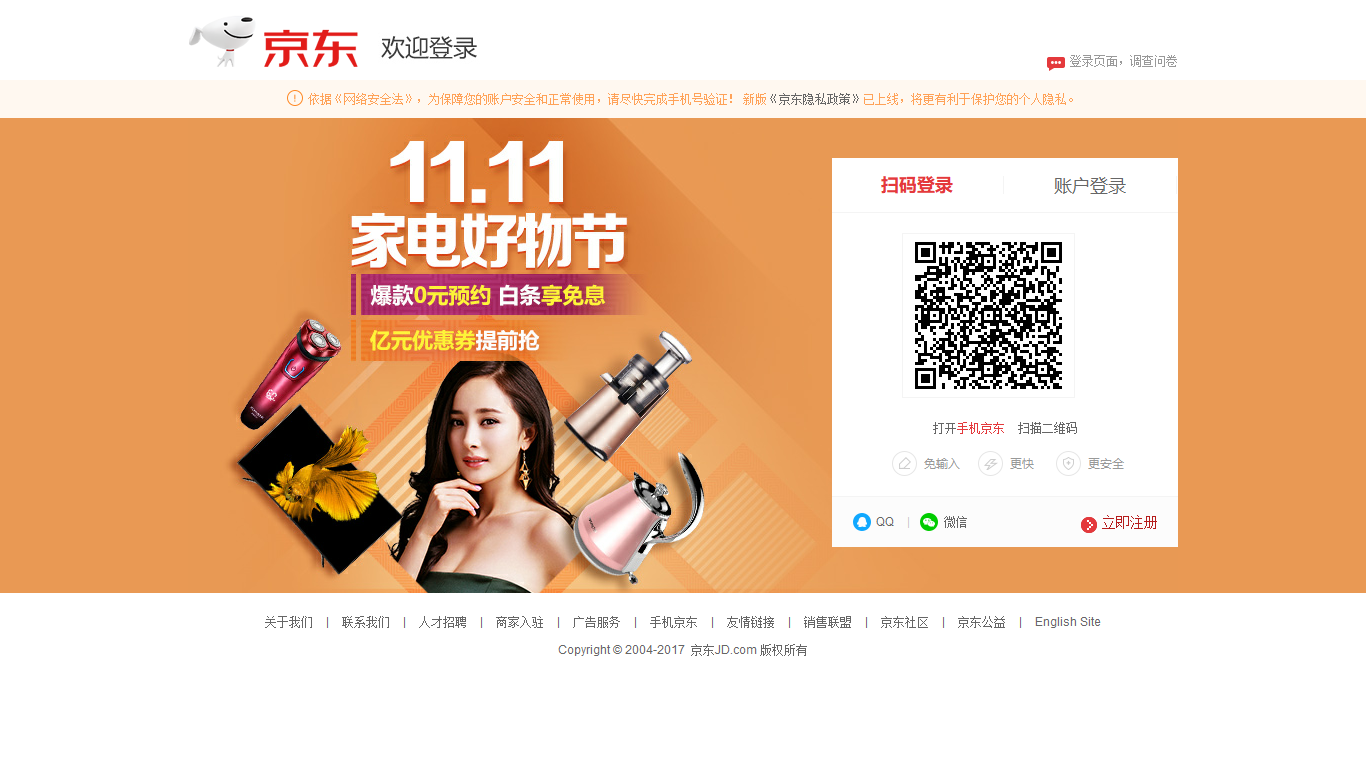 京东 欢迎登录
登录页面，调查问卷
依据《网络安全法》，为保障您的账户安全和正常使用，请尽快完成手机号验证！ 新版《京东隐私政策》已上线，将更有利于保护您的个人隐私。
11.11
家电好物节
爆款0元预约 白条享免息
亿元优惠券提前抢
扫码登录 账户登录
打开手机京东 扫描二维码
免输入 更快 更安全
QQ | 微信 立即注册
关于我们 | 联系我们 | 人才招聘 | 商家入驻 | 广告服务 | 手机京东 | 友情链接 | 销售联盟 | 京东社区 | 京东公益 | English Site
Copyright © 2004-2017 京东JD.com 版权所有